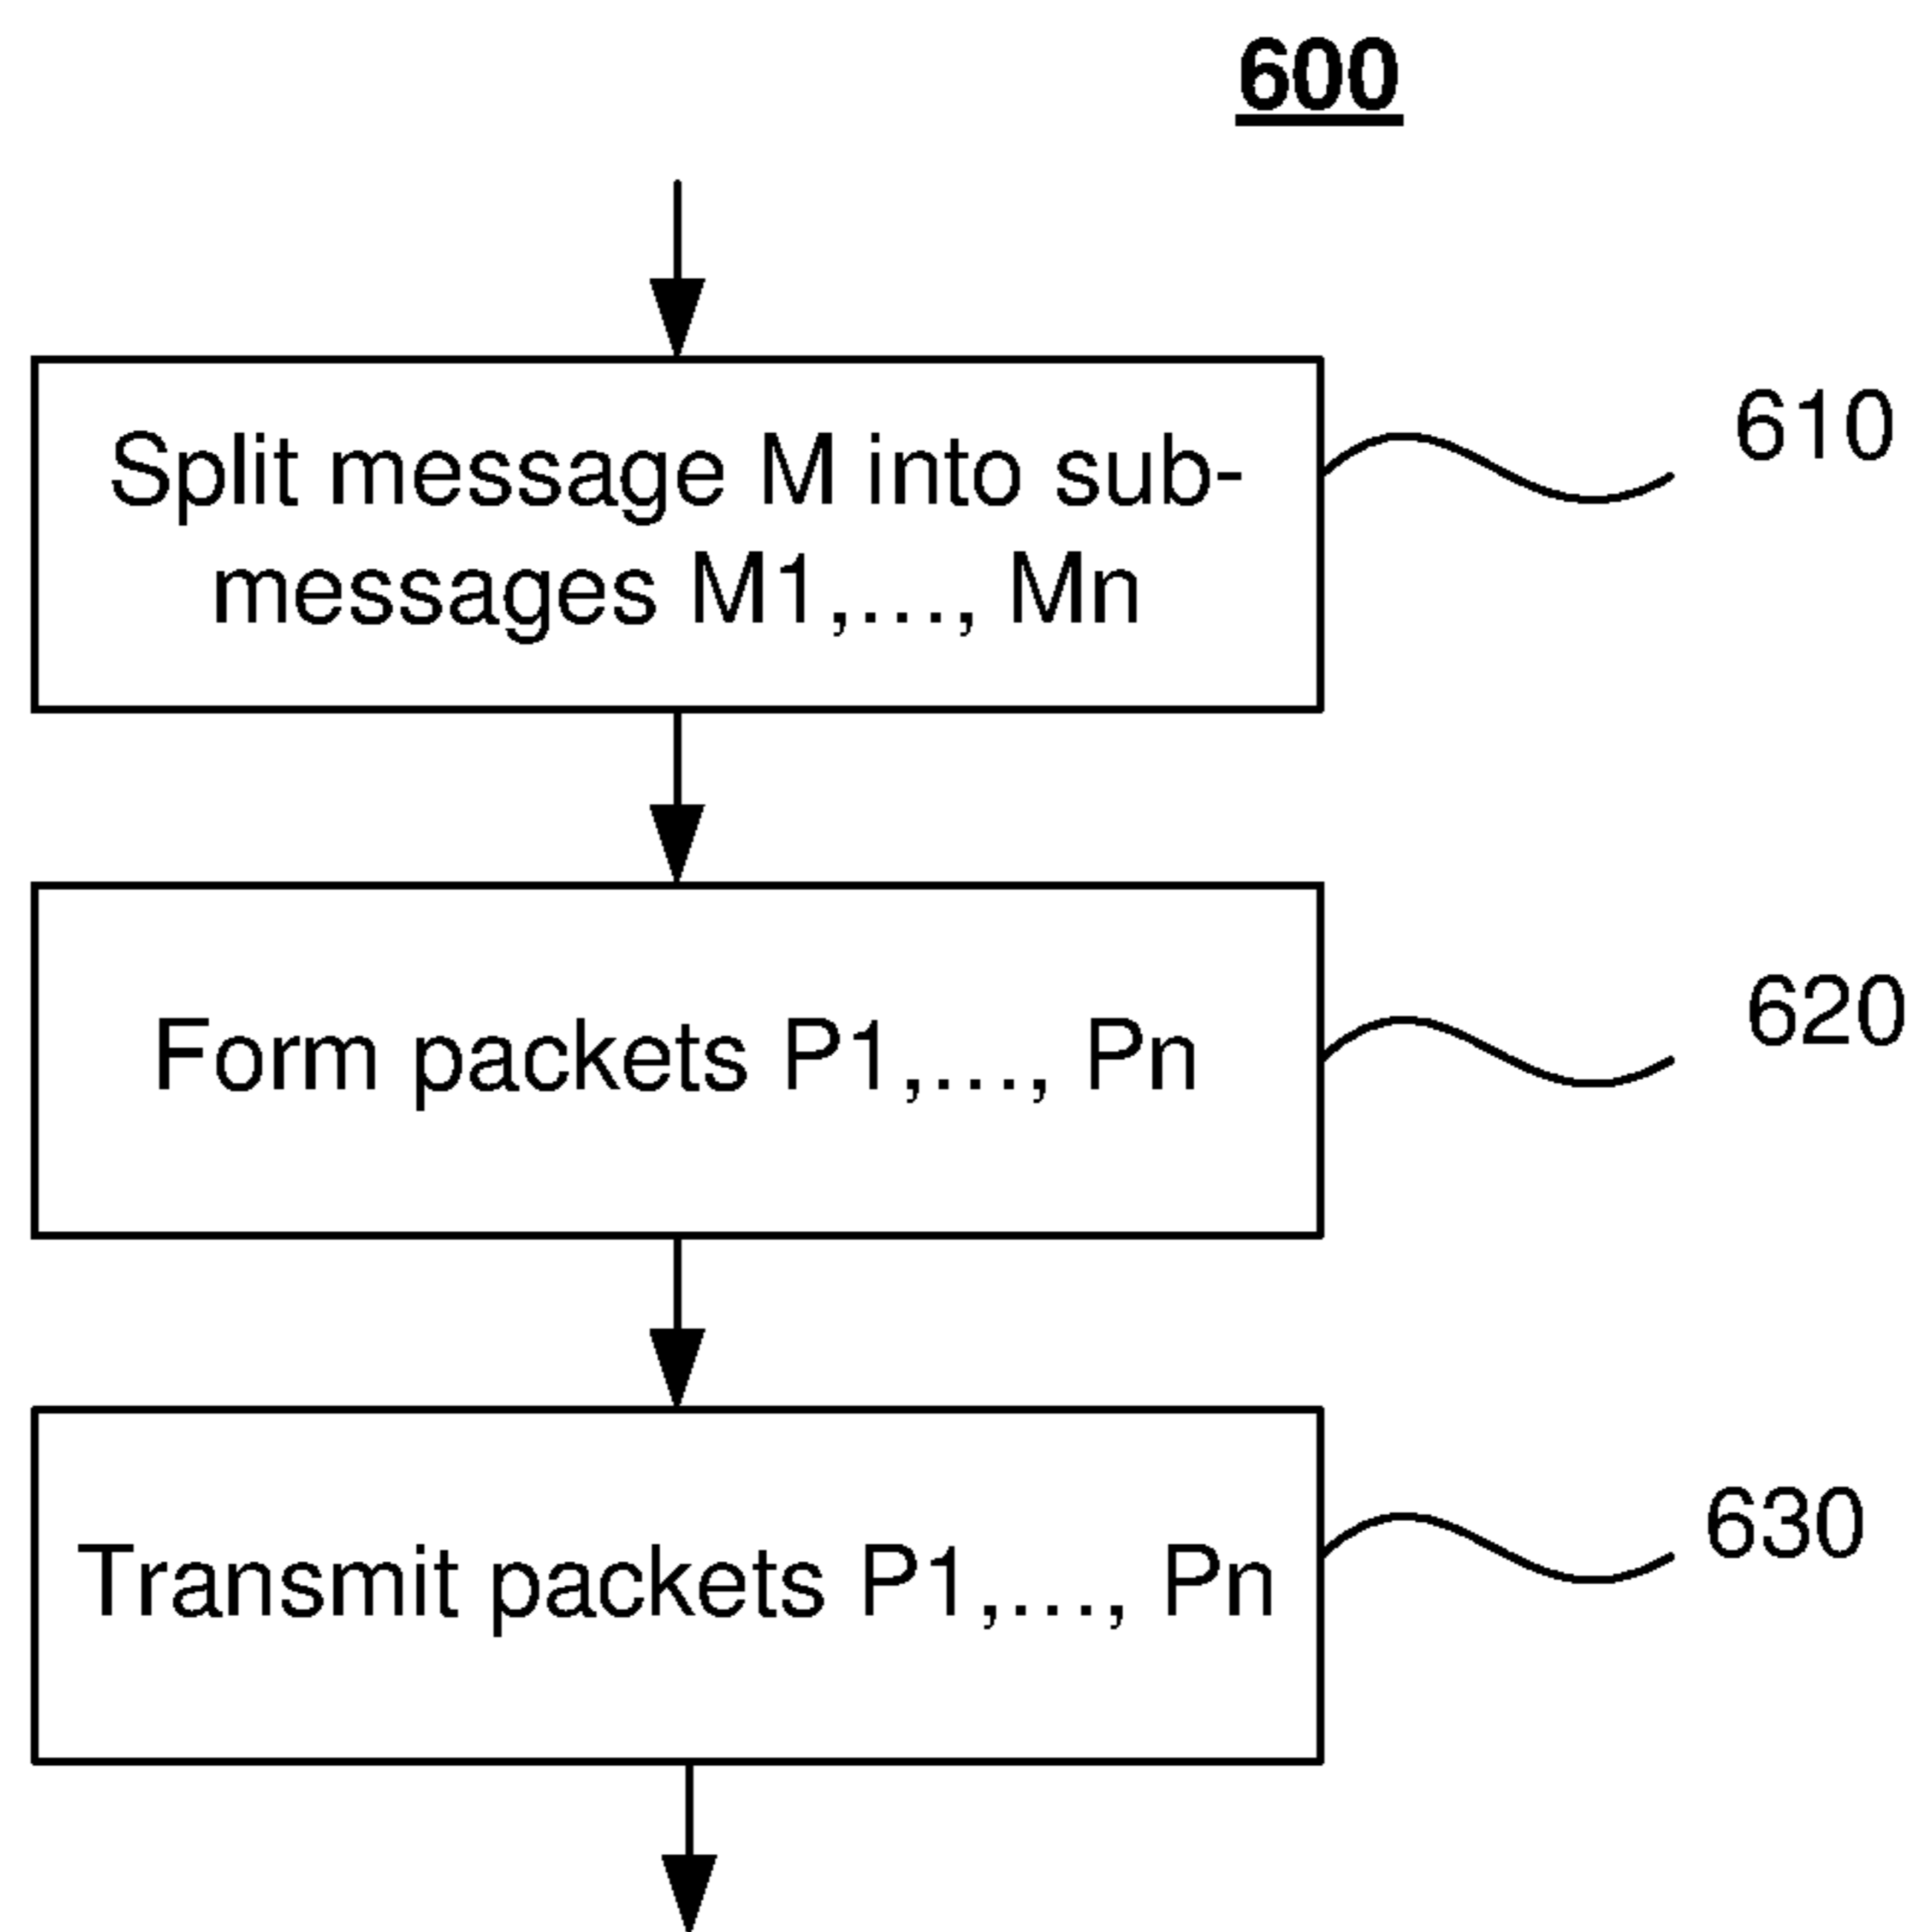 600
Split message M into sub-
messages M1,..., Mn
610
Form packets P1,..., Pn
620
Transmit packets P1,..., Pn
630